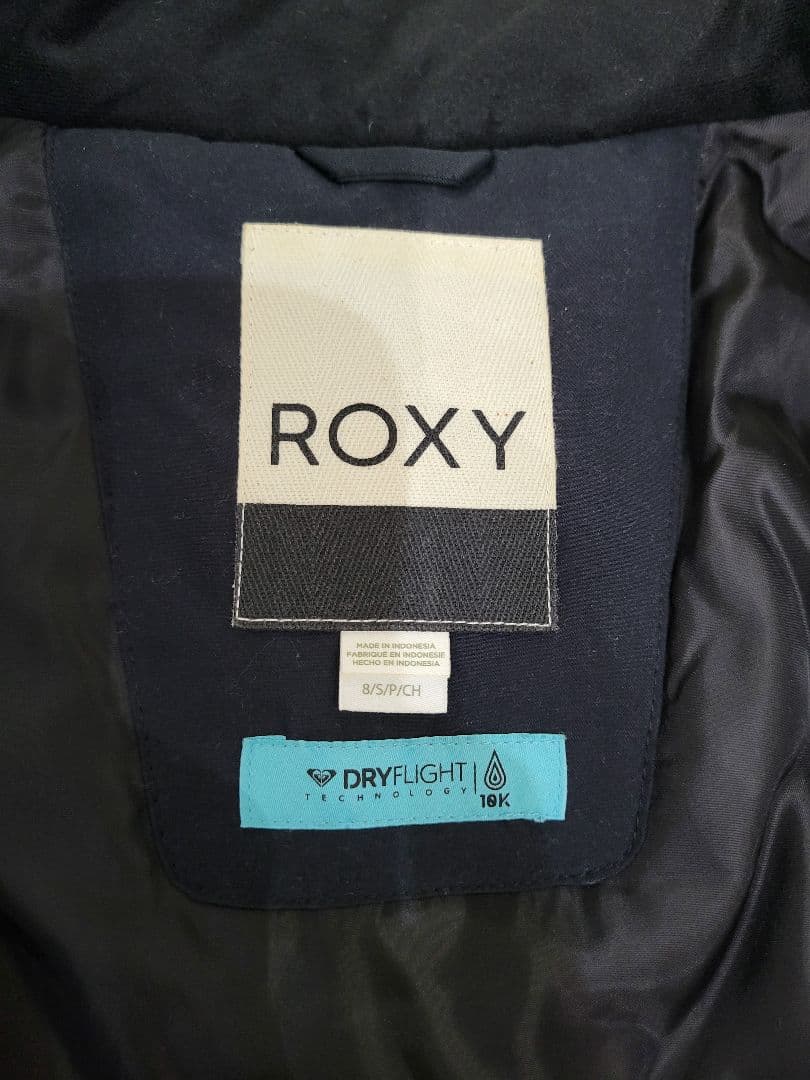 ROXY
MADE IN INDONESIA
FABRIQUÉ EN INDONESIE
HECHO EN INDONESIA
8/S/P/CH
DRYFLIGHT
TECHNOLOGY
10K